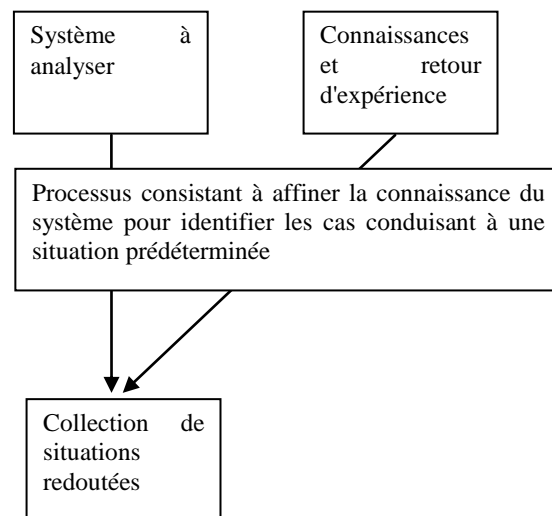 Système à
analyser
Connaissances
et retour
d'expérience
Processus consistant à affiner la connaissance du
système pour identifier les cas conduisant à une
situation prédéterminée
Collection de
situations
redoutées